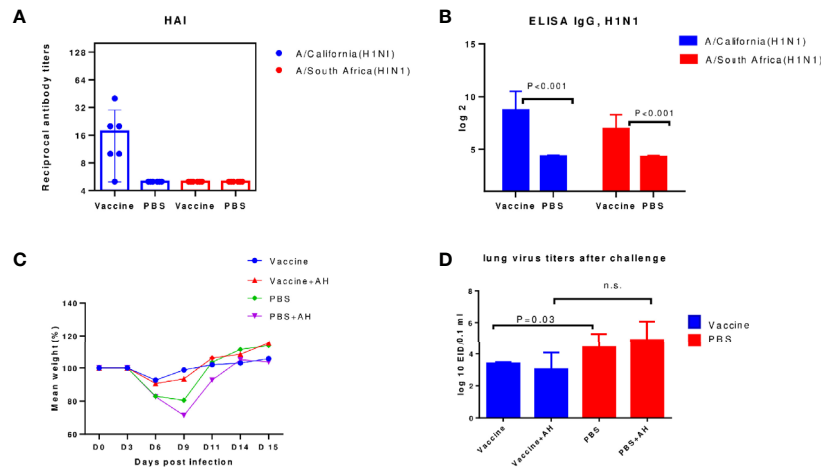 A
HAI
Reciprocal antibody titers
128
64
32
16
8
4
Vaccine PBS Vaccine PBS
A/California(H1NI)
A/South Africa(HIN1)
B
ELISA IgG, H1N1
log 2
15
10
5
P<0.001
P<0.001
Vaccine PBS Vaccine PBS
A/California(H1N1)
A/South Africa(H1N1)
C
Vaccine
Vaccine+AH
PBS
PBS+AH
Mean weight(%)
140
120
100
80
60
D0 D3 D6 D9 D11 D14 D15
Days post infection
D
lung virus titers after challenge
log 10 EID50/0.1 ml
8
6
4
2
0
P=0.03
n.s.
Vaccine Vaccine+AH PBS PBS+AH
Vaccine
PBS